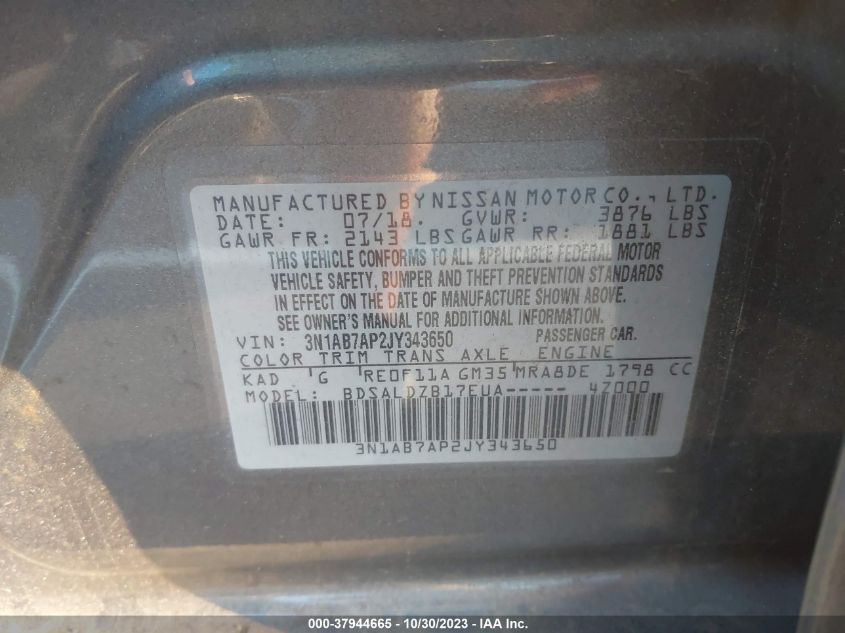 MANUFACTURED BY NISSAN MOTOR CO., LTD.
DATE: 07/18. GVWR: 3876 LBS
GAWR FR: 2143 LBS GAWR RR: 1881 LBS
THIS VEHICLE CONFORMS TO ALL APPLICABLE FEDERAL MOTOR
VEHICLE SAFETY, BUMPER AND THEFT PREVENTION STANDARDS
IN EFFECT ON THE DATE OF MANUFACTURE SHOWN ABOVE.
SEE OWNER'S MANUAL FOR ADDITIONAL INFORMATION.
VIN: 3N1AB7AP2JY343650 PASSENGER CAR.
COLOR TRIM TRANS AXLE ENGINE
KAD G RE0F11A GM35 MRA8DE 1798 CC
MODEL: BDSALDZB17EUA----- 4Z000
3N1AB7AP2JY343650
000-37944665 - 10/30/2023 - IAA Inc.